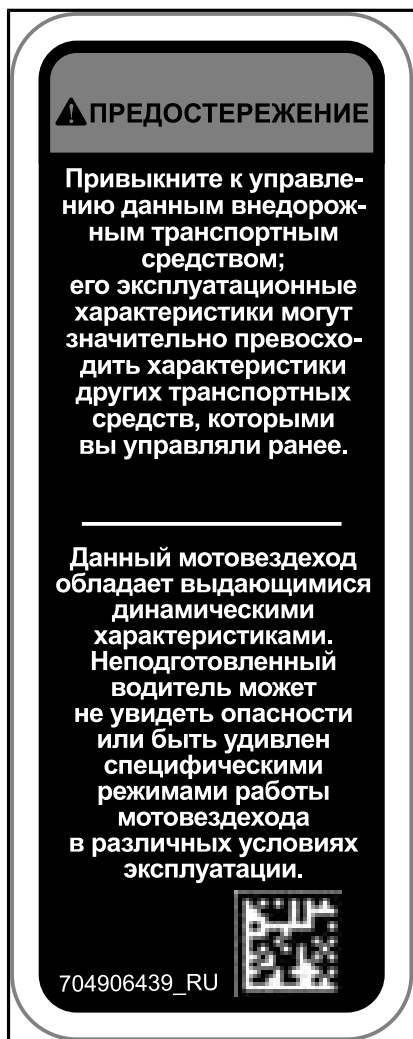 ПРЕДОСТЕРЕЖЕНИЕ
Привыкните к управле-
нию данным внедорож-
ным транспортным
средством;
его эксплуатационные
характеристики могут
значительно превосхо-
дить характеристики
других транспортных
средств, которыми
вы управляли ранее.
Данный мотовездеход
обладает выдающимися
динамическими
характеристиками.
Неподготовленный
водитель может
не увидеть опасности
или быть удивлен
специфическими
режимами работы
мотовездехода
в различных условиях
эксплуатации.
704906439_RU